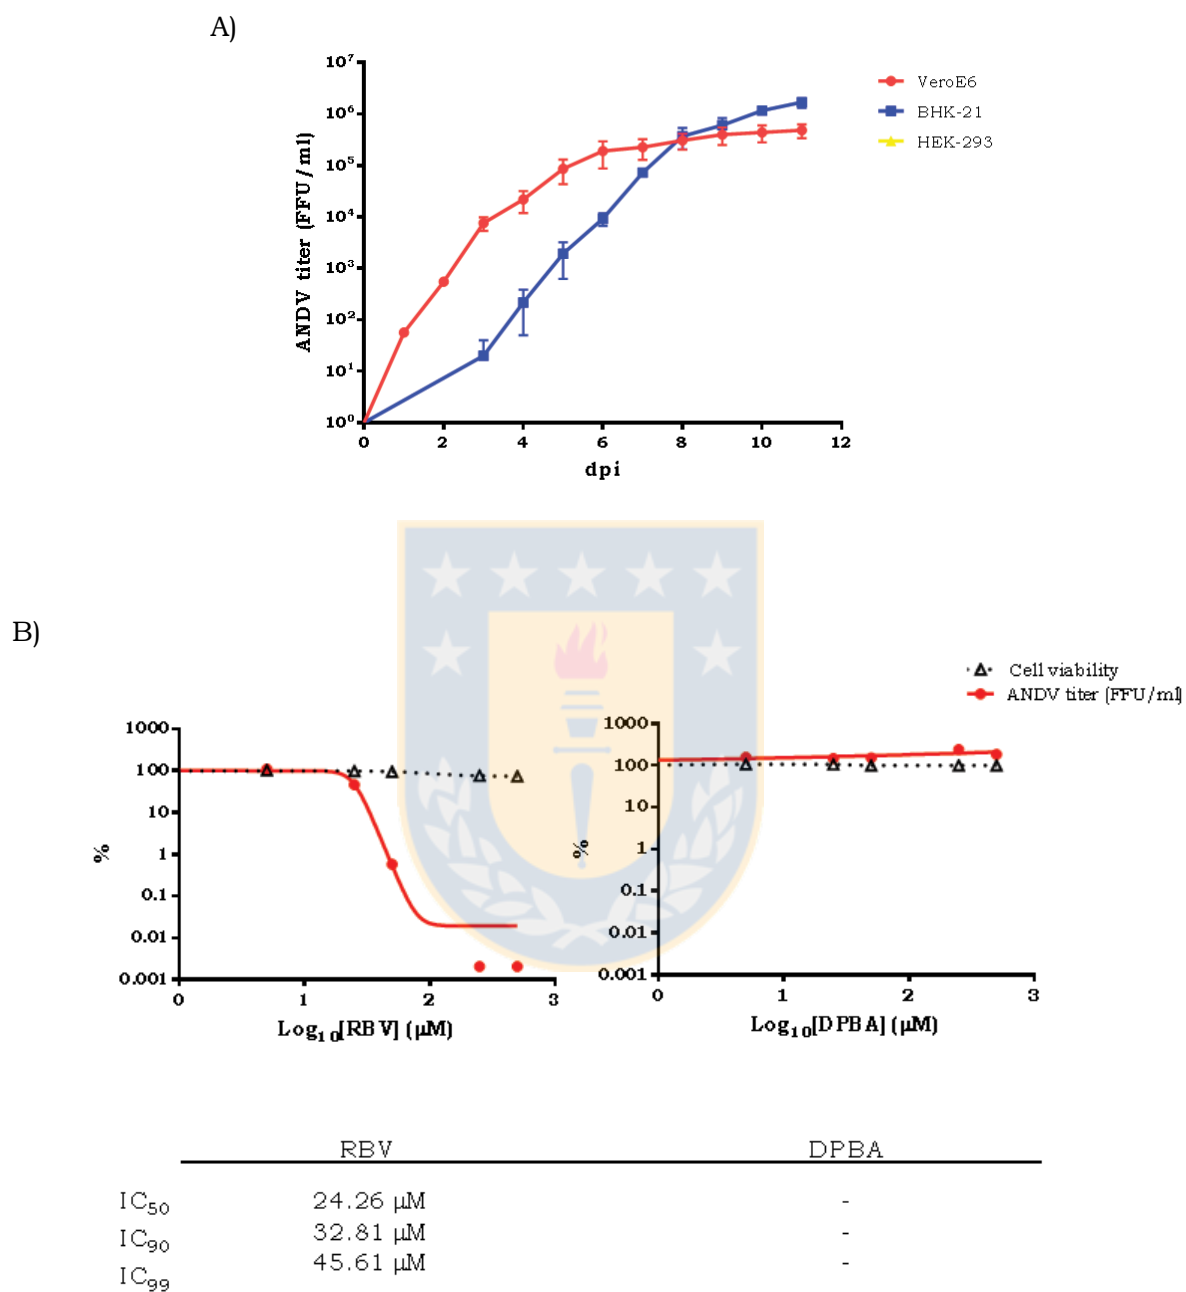 A)
10⁷
10⁶
10⁵
10⁴
10³
10²
10¹
10⁰
ANDV titer (FFU/ml)
0 2 4 6 8 10 12
dpi
VeroE6
BHK-21
HEK-293
B)
Cell viability
ANDV titer (FFU/ml)
1000
100
10
1
0.1
0.01
0.001
%
0 1 2 3
Log₁₀[RBV] (µM)
1000
100
10
1
0.1
0.01
0.001
%
0 1 2 3
Log₁₀[DPBA] (µM)
RBV DPBA
IC₅₀ 24.26 µM -
IC₉₀ 32.81 µM -
IC₉₉ 45.61 µM -